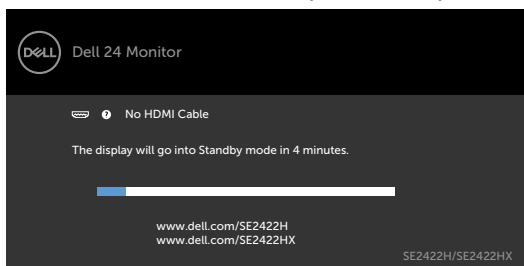 DELL
Dell 24 Monitor
? No HDMI Cable
The display will go into Standby mode in 4 minutes.
www.dell.com/SE2422H
www.dell.com/SE2422HX
SE2422H/SE2422HX